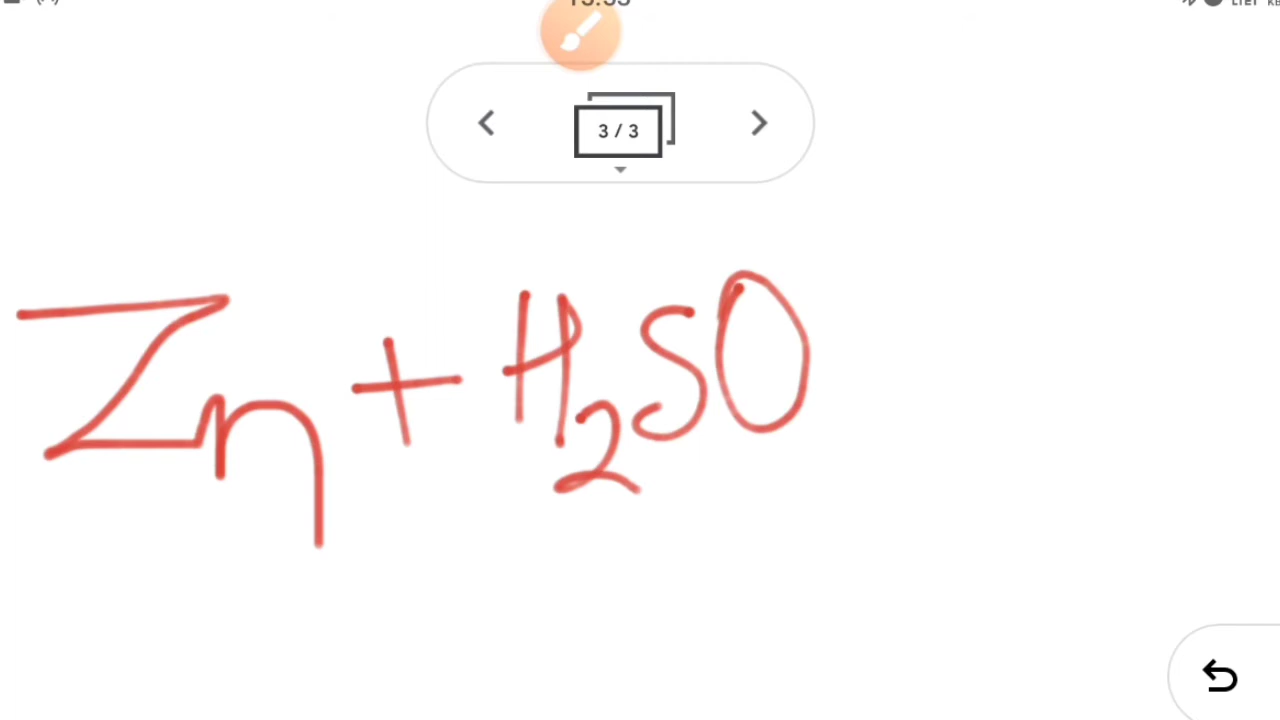 3 / 3
Zn + H₂SO